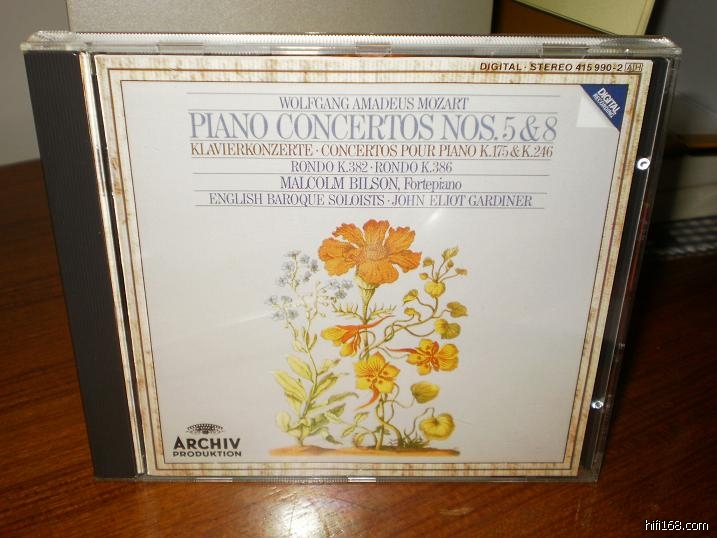 DIGITAL · STEREO 415 990-2 AH
DIGITAL
RECORDING
WOLFGANG AMADEUS MOZART
PIANO CONCERTOS NOS. 5 & 8
KLAVIERKONZERTE · CONCERTOS POUR PIANO K.175 & K.246
RONDO K.382 · RONDO K.386
MALCOLM BILSON, Fortepiano
ENGLISH BAROQUE SOLOISTS · JOHN ELIOT GARDINER
ARCHIV
PRODUKTION
hifi168.com